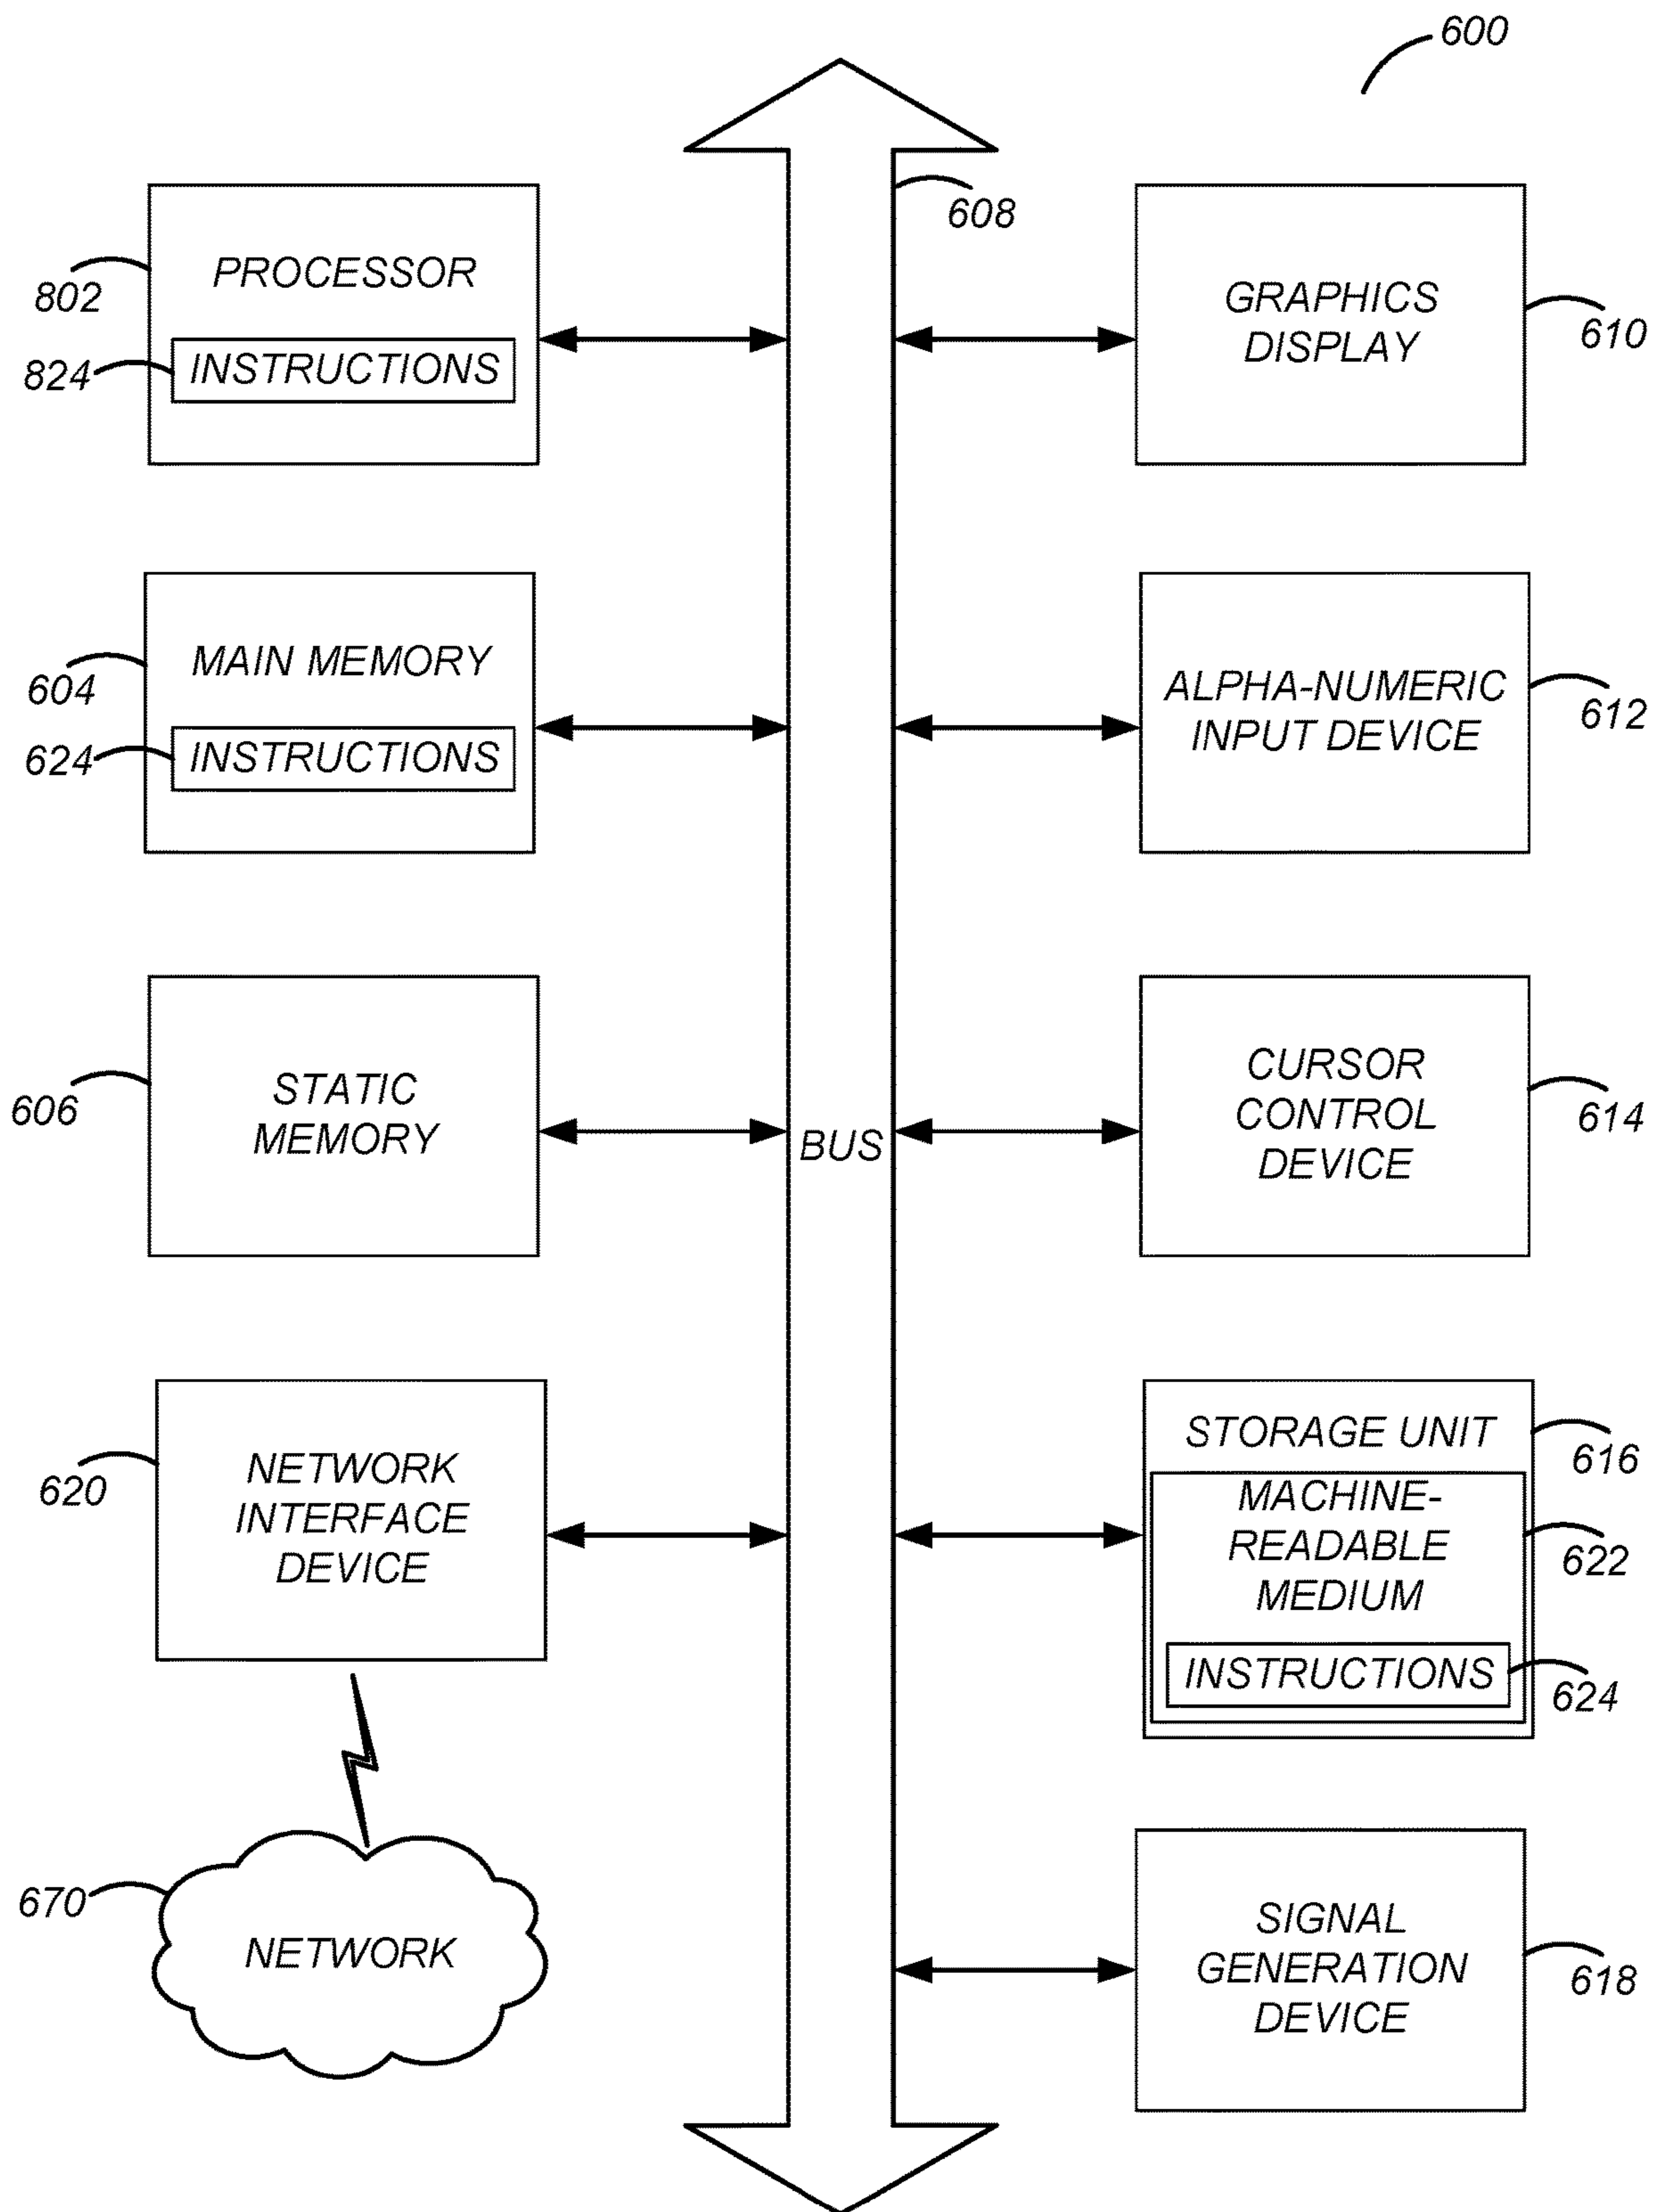 600
608
PROCESSOR
802
INSTRUCTIONS
824
GRAPHICS
DISPLAY
610
MAIN MEMORY
604
INSTRUCTIONS
624
ALPHA-NUMERIC
INPUT DEVICE
612
STATIC
MEMORY
606
BUS
CURSOR
CONTROL
DEVICE
614
NETWORK
INTERFACE
DEVICE
620
STORAGE UNIT
616
MACHINE-
READABLE
MEDIUM
622
INSTRUCTIONS
624
670
NETWORK
SIGNAL
GENERATION
DEVICE
618